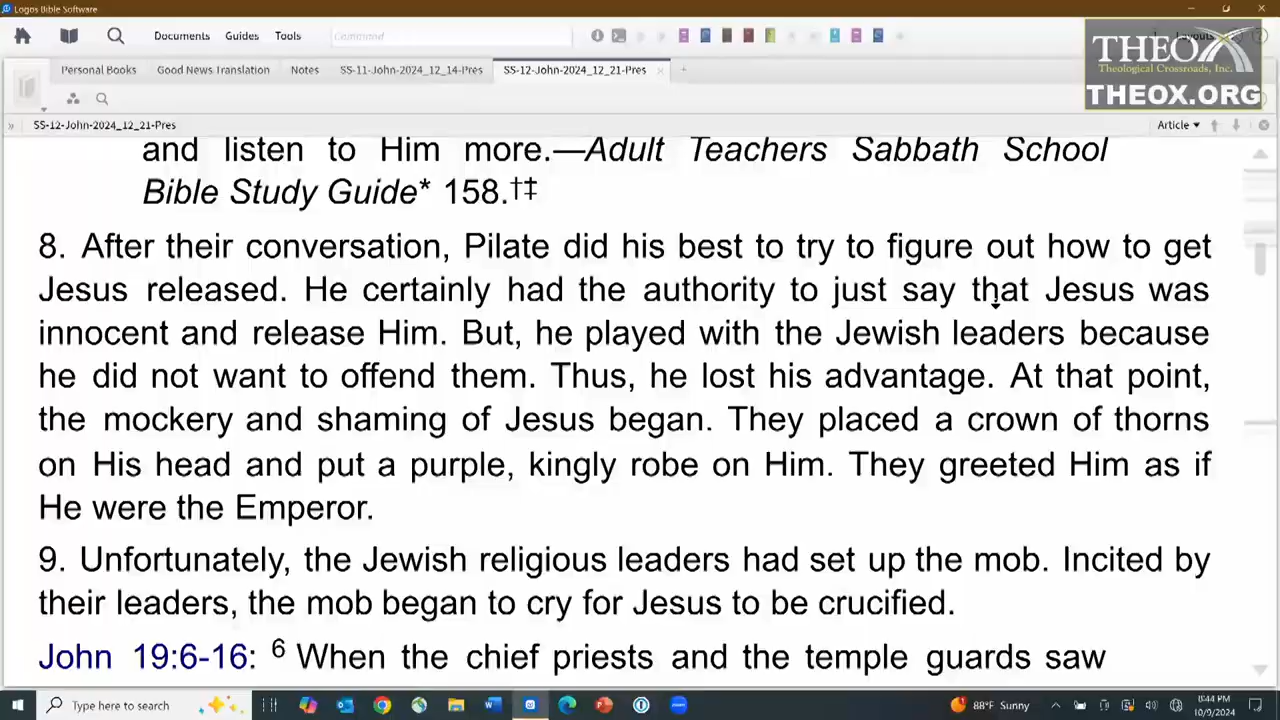 Logos Bible Software
Documents Guides Tools Command
THEOX
Theological Crossroads, Inc.
THEOX.ORG
Personal Books Good News Translation Notes SS-11-John-2024_12_14-Pres SS-12-John-2024_12_21-Pres
SS-12-John-2024_12_21-Pres Article
and listen to Him more.—Adult Teachers Sabbath School
Bible Study Guide* 158.†‡
8. After their conversation, Pilate did his best to try to figure out how to get
Jesus released. He certainly had the authority to just say that Jesus was
innocent and release Him. But, he played with the Jewish leaders because
he did not want to offend them. Thus, he lost his advantage. At that point,
the mockery and shaming of Jesus began. They placed a crown of thorns
on His head and put a purple, kingly robe on Him. They greeted Him as if
He were the Emperor.
9. Unfortunately, the Jewish religious leaders had set up the mob. Incited by
their leaders, the mob began to cry for Jesus to be crucified.
John 19:6-16: 6 When the chief priests and the temple guards saw
Type here to search 88°F Sunny
10/9/2024